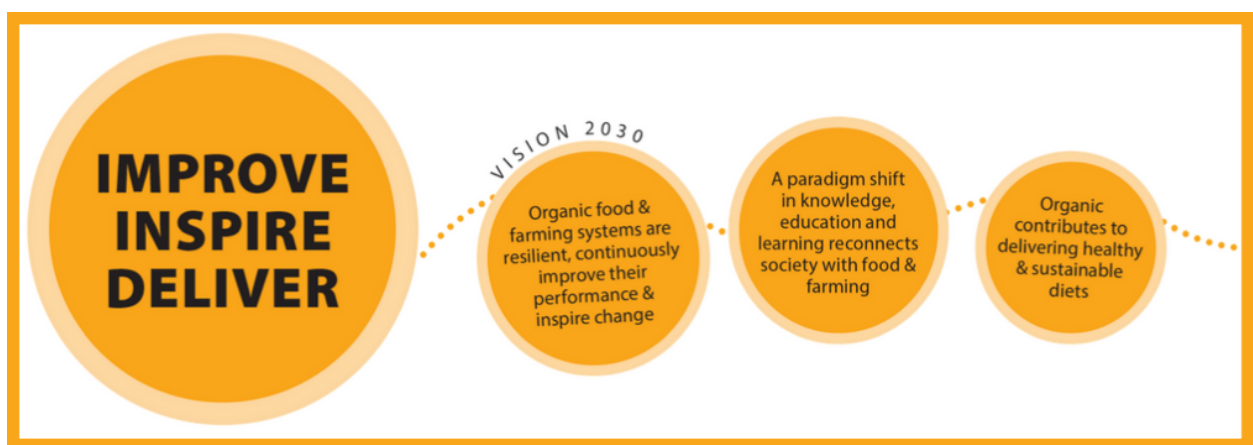 IMPROVE
INSPIRE
DELIVER
VISION 2030
Organic food &
farming systems are
resilient, continuously
improve their
performance &
inspire change
A paradigm shift
in knowledge,
education and
learning reconnects
society with food &
farming
Organic
contributes to
delivering healthy
& sustainable
diets